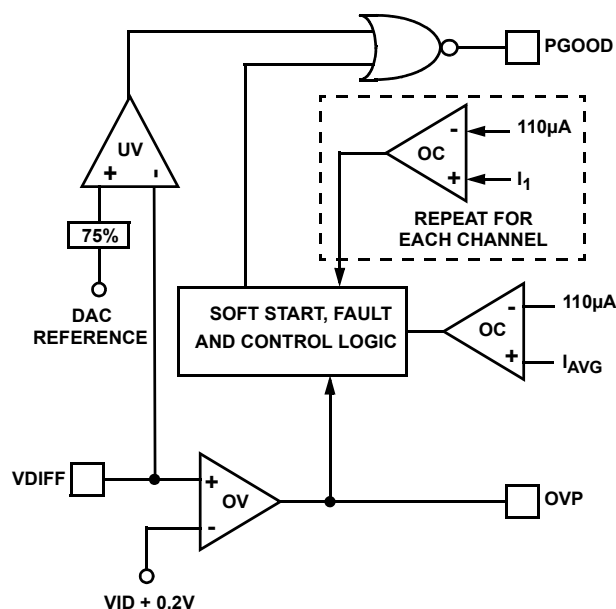 PGOOD
UV
+ -
75%
DAC
REFERENCE
- 110µA
OC
+ I1
REPEAT FOR
EACH CHANNEL
SOFT START, FAULT
AND CONTROL LOGIC
- 110µA
OC
+ IAVG
VDIFF
+
OV
-
OVP
VID + 0.2V